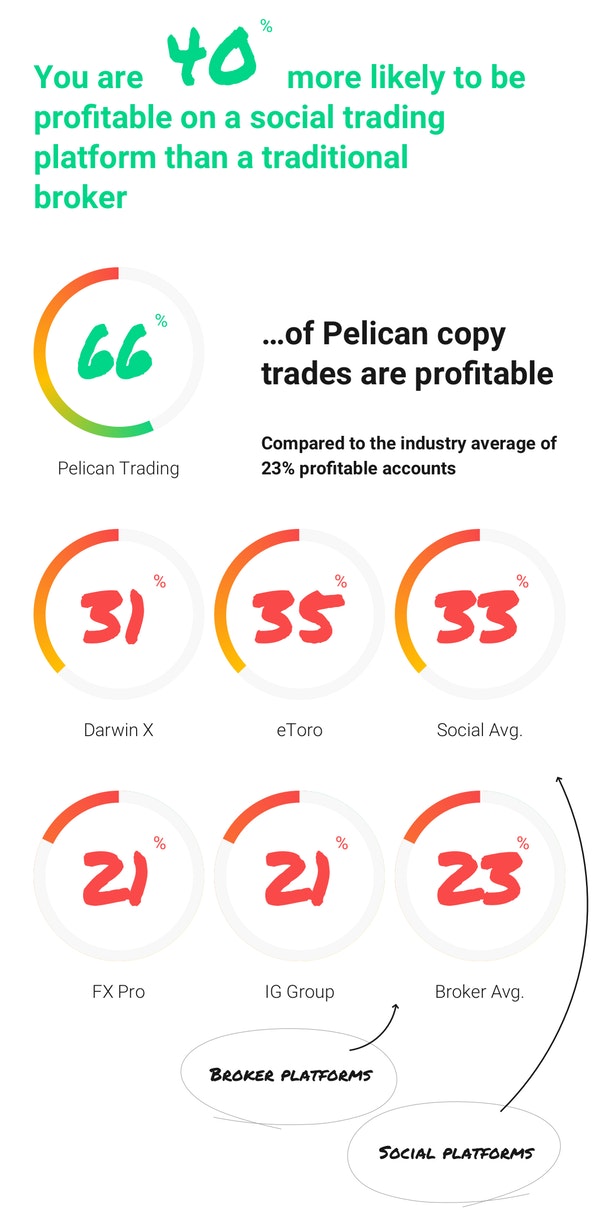 You are 40% more likely to be
profitable on a social trading
platform than a traditional
broker
66%
Pelican Trading
...of Pelican copy
trades are profitable
Compared to the industry average of
23% profitable accounts
31%
Darwin X
35%
eToro
33%
Social Avg.
21%
FX Pro
21%
IG Group
23%
Broker Avg.
BROKER PLATFORMS
SOCIAL PLATFORMS